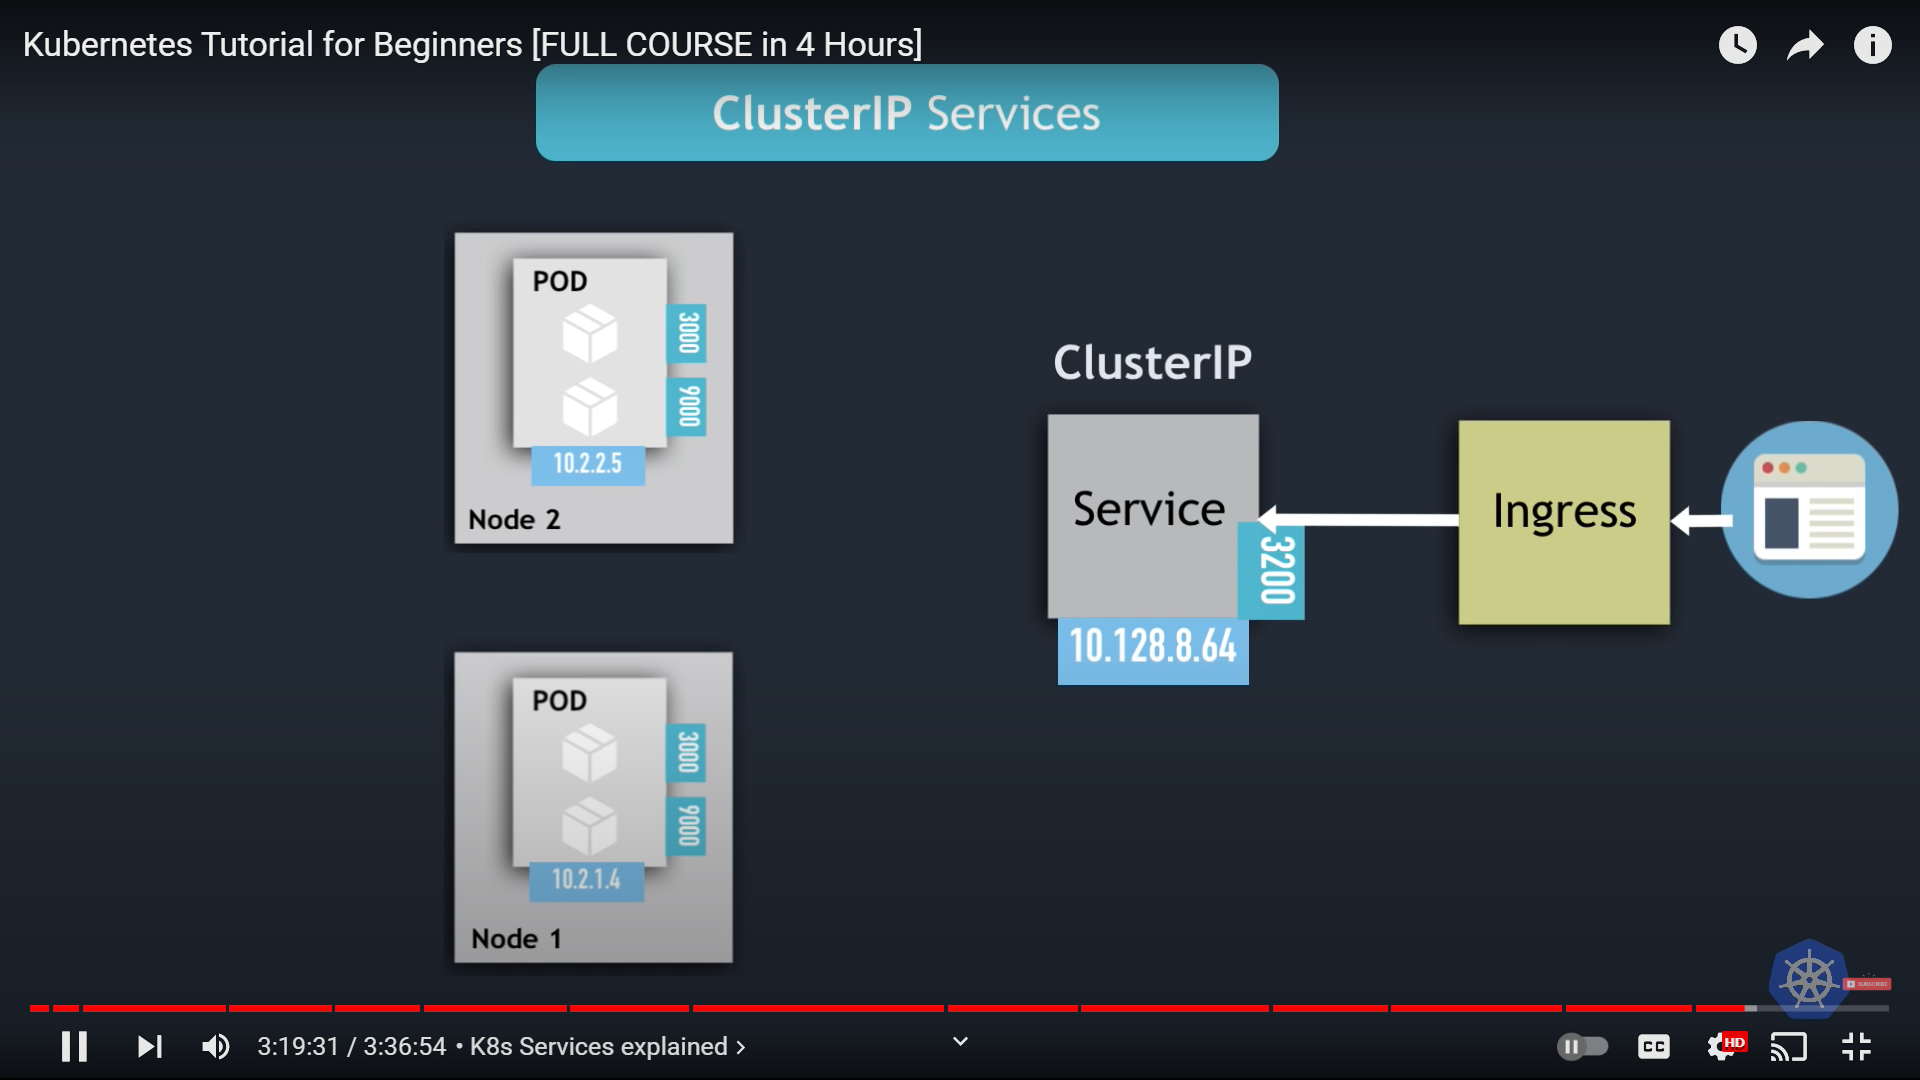 Kubernetes Tutorial for Beginners [FULL COURSE in 4 Hours]
ClusterIP Services
POD
3000
9000
10.2.2.5
Node 2
ClusterIP
Service
3200
10.128.8.64
Ingress
POD
3000
9000
10.2.1.4
Node 1
SUBSCRIBE
3:19:31 / 3:36:54 • K8s Services explained
CC
HD